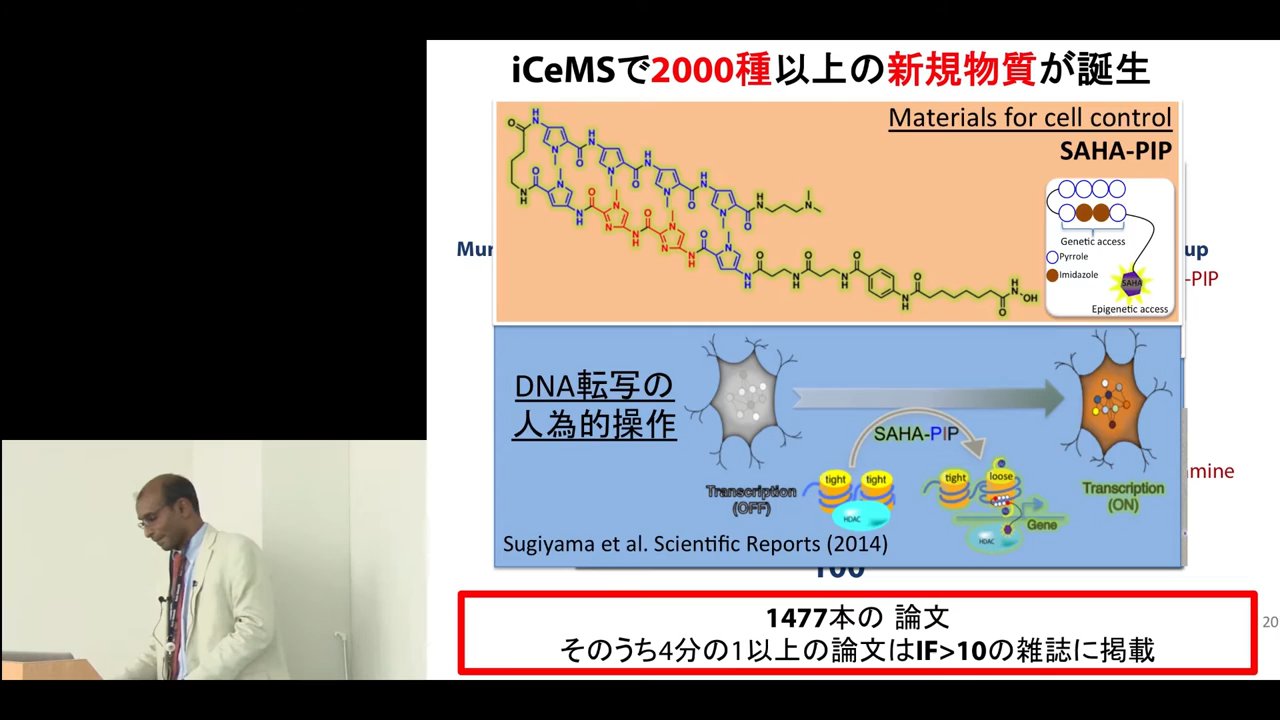 iCeMSで2000種以上の新規物質が誕生
Materials for cell control
SAHA-PIP
Genetic access
Pyrrole
Imidazole
SAHA
Epigenetic access
Mur
up
-PIP
DNA転写の
人為的操作
SAHA-PIP
tight
tight
tight
loose
Transcription
(OFF)
HDAC
Gene
HDAC
Transcription
(ON)
amine
Sugiyama et al. Scientific Reports (2014)
100
1477本の 論文
そのうち4分の1以上の論文はIF>10の雑誌に掲載
20